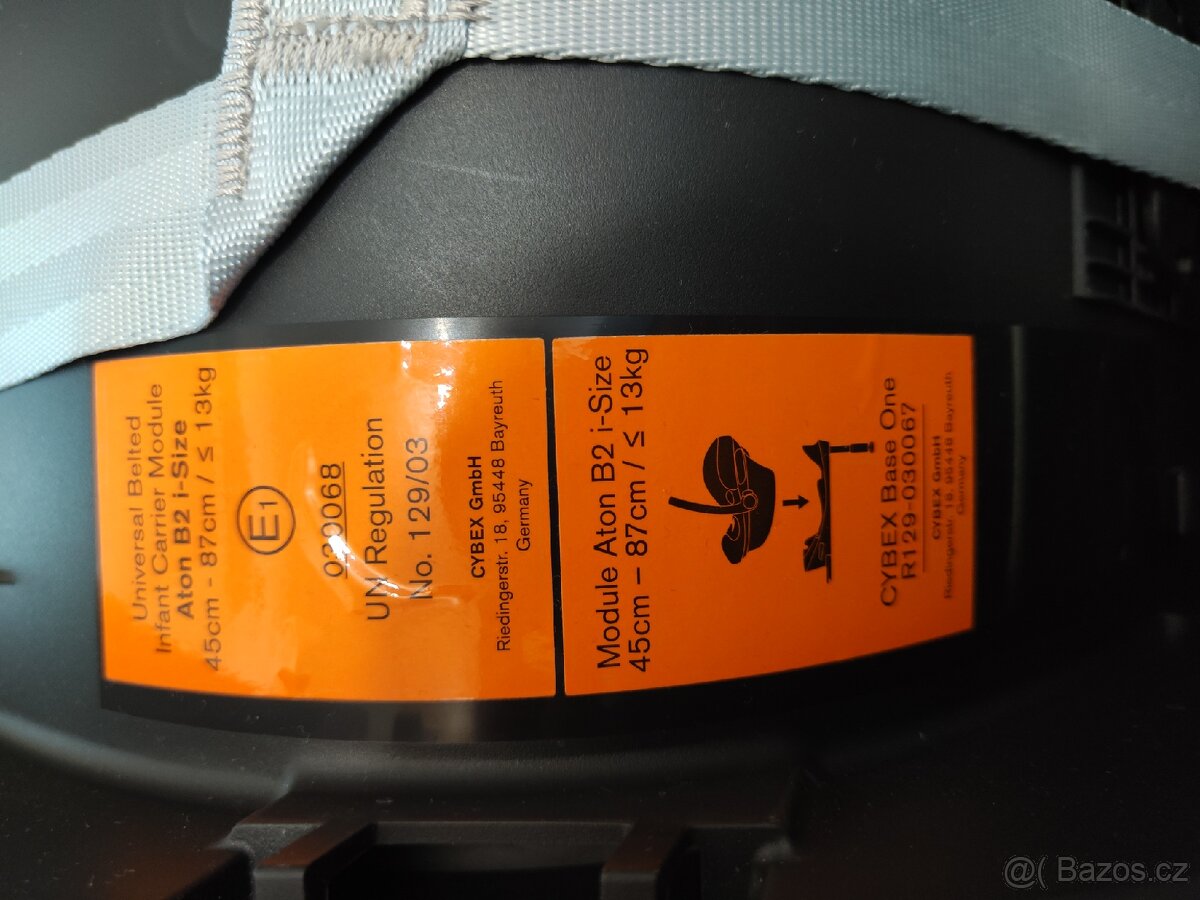 Universal Belted
Infant Carrier Module
Aton B2 i-Size
45cm - 87cm / ≤ 13kg
E1
030068
UN Regulation
No. 129/03
CYBEX GmbH
Riedingerstr. 18, 95448 Bayreuth
Germany
Module Aton B2 i-Size
45cm – 87cm / ≤ 13kg
CYBEX Base One
R129-030067
CYBEX GmbH
Riedingerstr. 18, 95448 Bayreuth
Germany
@( Bazos.cz